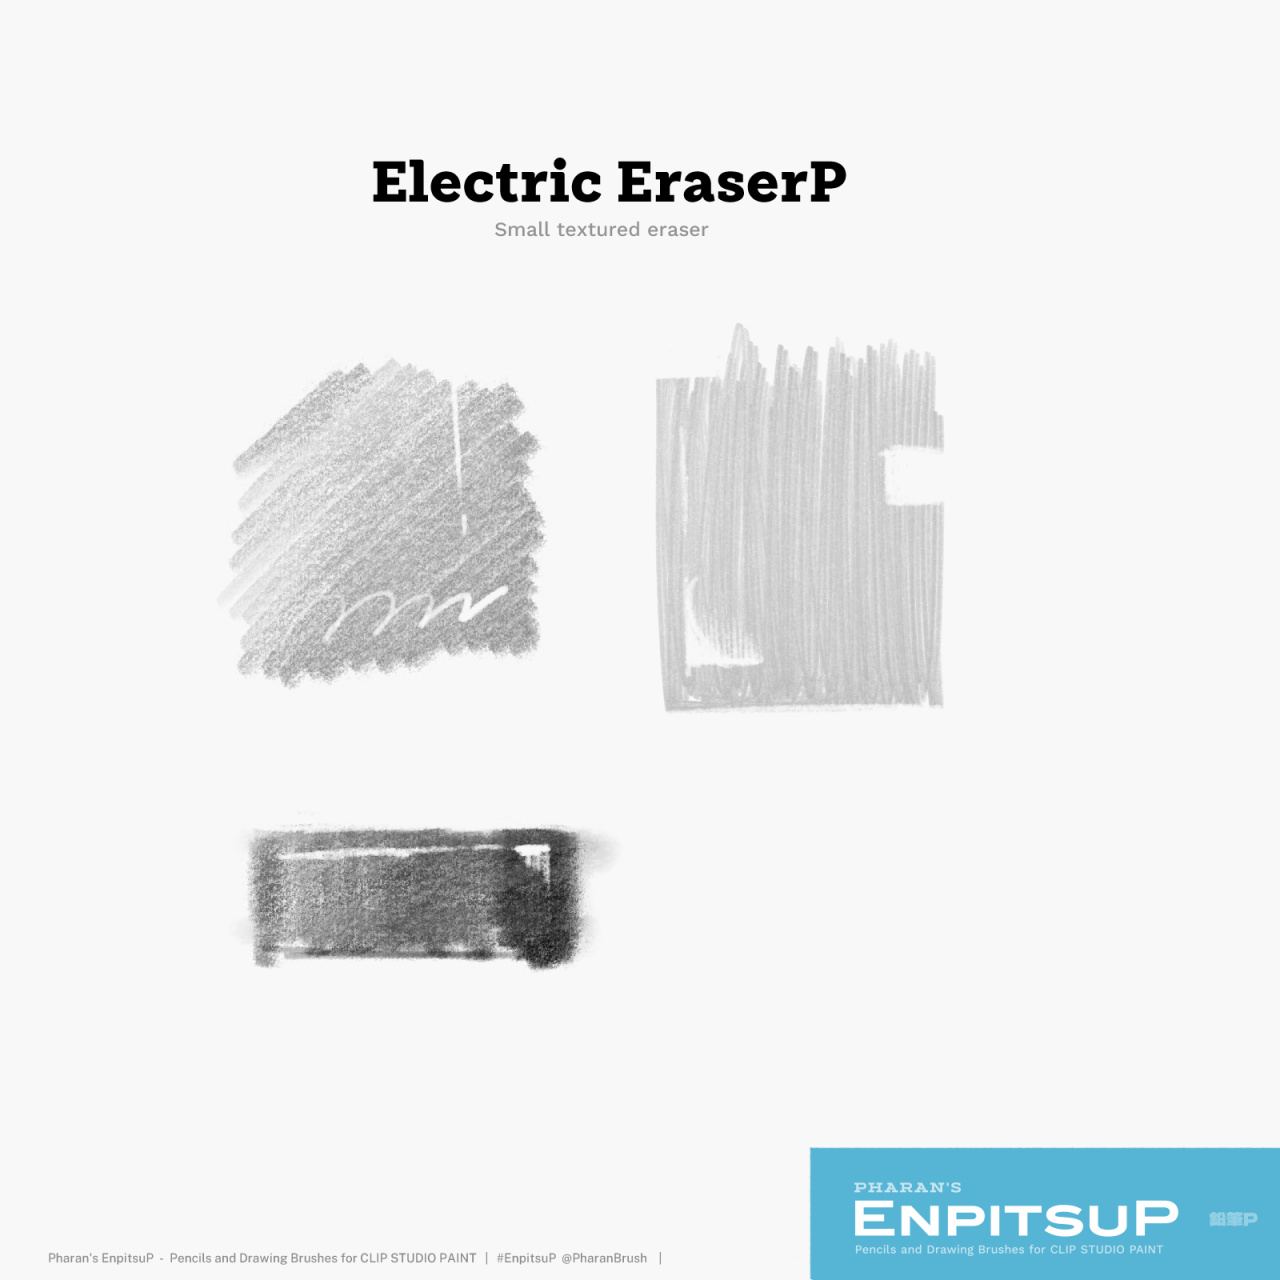 Electric EraserP
Small textured eraser
PHARAN'S
ENPITSUP
鉛筆P
Pencils and Drawing Brushes for CLIP STUDIO PAINT
Pharan's EnpitsuP - Pencils and Drawing Brushes for CLIP STUDIO PAINT | #EnpitsuP @PharanBrush |